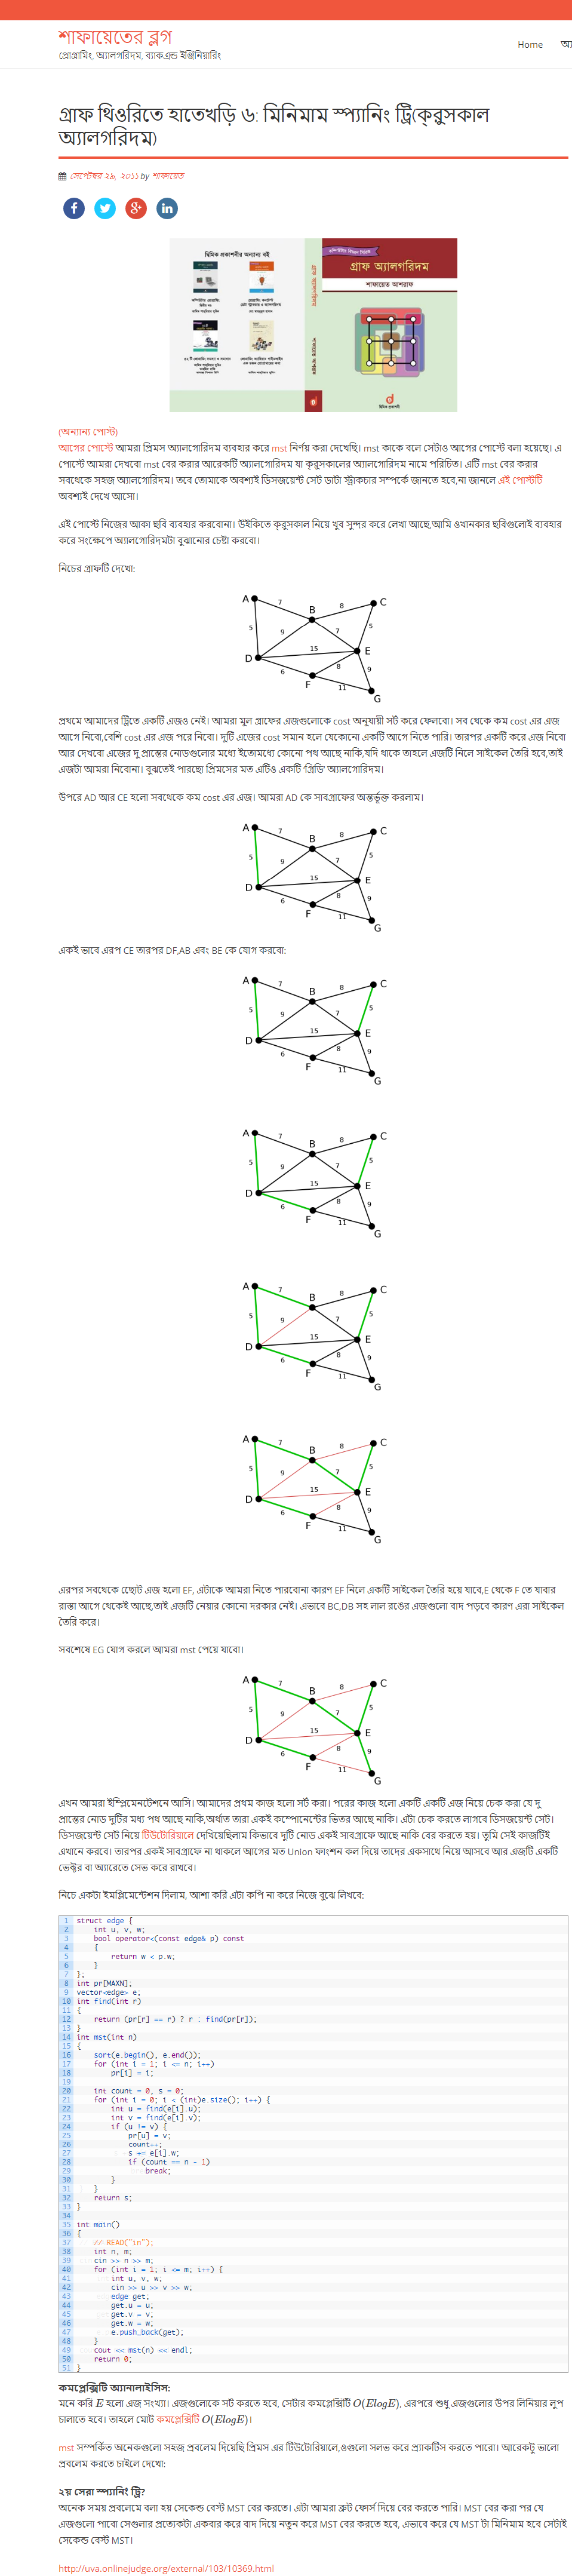 শাফায়েতের ব্লগ
প্রোগ্রামিং, অ্যালগরিদম, ব্যাকএন্ড ইঞ্জিনিয়ারিং
Home
গ্রাফ থিওরিতে হাতেখড়ি ৬: মিনিমাম স্প্যানিং ট্রি(ক্রুসকাল
অ্যালগরিদম)
সেপ্টেম্বর ২৯, ২০১১ by শাফায়েত
দ্বিমিক প্রকাশনীর অন্যান্য বই
গ্রাফ অ্যালগরিদম
শাফায়েত আশরাফ
(অন্যান্য পোস্ট)
আগের পোস্টে আমরা প্রিমস অ্যালগোরিদম ব্যবহার করে mst নির্ণয় করা দেখেছি। mst কাকে বলে সেটাও আগের পোস্টে বলা হয়েছে। এ
পোস্টে আমরা দেখবো mst বের করার আরেকটি অ্যালগোরিদম যা ক্রুসকালের অ্যালগোরিদম নামে পরিচিত। এটি mst বের করার
সবথেকে সহজ অ্যালগোরিদম। তবে তোমাকে অবশ্যই ডিসজয়েন্ট সেট ডাটা স্ট্রাকচার সম্পর্কে জানতে হবে,না জানলে এই পোস্টটি
অবশ্যই দেখে আসো।
এই পোস্টে নিজের আকা ছবি ব্যবহার করবোনা। উইকিতে ক্রুসকাল নিয়ে খুব সুন্দর করে লেখা আছে,আমি ওখানকার ছবিগুলোই ব্যবহার
করে সংক্ষেপে অ্যালগোরিদমটা বুঝানোর চেষ্টা করবো।
নিচের গ্রাফটি দেখো:
A 7 B 8 C
5 9 7 5
D 15 E
6 8 9
F 11 G
প্রথমে আমাদের ট্রিতে একটি এজও নেই। আমরা মূল গ্রাফের এজগুলোকে cost অনুযায়ী সর্ট করে ফেলবো। সব থেকে কম cost এর এজ
আগে নিবো,বেশি cost এর এজ পরে নিবো। দুটি এজের cost সমান হলে যেকোনো একটি আগে নিতে পারি। তারপর একটি করে এজ নিবো
আর দেখবো এজের দু প্রান্তের নোডগুলোর মধ্যে ইতোমধ্যে কোনো পথ আছে নাকি,যদি থাকে তাহলে এজটি নিলে সাইকেল তৈরি হবে,তাই
এজটা আমরা নিবোনা। বুঝতেই পারছো প্রিমসের মত এটিও একটি ‘গ্রিডি’ অ্যালগোরিদম।
উপরে AD আর CE হলো সবথেকে কম cost এর এজ। আমরা AD কে সাবগ্রাফের অন্তর্ভূক্ত করলাম।
A 7 B 8 C
5 9 7 5
D 15 E
6 8 9
F 11 G
একই ভাবে এরপ CE তারপর DF,AB এবং BE কে যোগ করবো:
A 7 B 8 C
5 9 7 5
D 15 E
6 8 9
F 11 G
A 7 B 8 C
5 9 7 5
D 15 E
6 8 9
F 11 G
A 7 B 8 C
5 9 7 5
D 15 E
6 8 9
F 11 G
A 7 B 8 C
5 9 7 5
D 15 E
6 8 9
F 11 G
এরপর সবথেকে ছোেট এজ হলো EF, এটাকে আমরা নিতে পারবোনা কারণ EF নিলে একটি সাইকেল তৈরি হয়ে যাবে,E থেকে F তে যাবার
রাস্তা আগে থেকেই আছে,তাই এজটি নেয়ার কোনো দরকার নেই। এভাবে BC,DB সহ লাল রঙের এজগুলো বাদ পড়বে কারণ এরা সাইকেল
তৈরি করে।
সবশেষে EG যোগ করলে আমরা mst পেয়ে যাবো।
A 7 B 8 C
5 9 7 5
D 15 E
6 8 9
F 11 G
এখন আমরা ইম্প্লিমেনটেশনে আসি। আমাদের প্রথম কাজ হলো সর্ট করা। পরের কাজ হলো একটি একটি এজ নিয়ে চেক করা যে দু
প্রান্তের নোড দুটির মধ্য পথ আছে নাকি,অর্থাত তারা একই কম্পোনেন্টের ভিতর আছে নাকি। এটা চেক করতে লাগবে ডিসজয়েন্ট সেট।
ডিসজয়েন্ট সেট নিয়ে টিউটোরিয়ালে দেখিয়েছিলাম কিভাবে দুটি নোড একই সাবগ্রাফে আছে নাকি বের করতে হয়। তুমি সেই কাজটিই
এখানে করবে। তারপর একই সাবগ্রাফে না থাকলে আগের মত Union ফাংশন কল দিয়ে তাদের একসাথে নিয়ে আসবে আর এজটি একটি
ভেক্টর বা অ্যারেতে সেভ করে রাখবে।
নিচে একটা ইমপ্লিমেন্টেশন দিলাম, আশা করি এটা কপি না করে নিজে বুঝে লিখবে:
1 struct edge {
2 int u, v, w;
3 bool operator<(const edge& p) const
4 {
5 return w < p.w;
6 }
7 };
8 int pr[MAXN];
9 vector<edge> e;
10 int find(int r)
11 {
12 return (pr[r] == r) ? r : find(pr[r]);
13 }
14 int mst(int n)
15 {
16 sort(e.begin(), e.end());
17 for (int i = 1; i <= n; i++)
18 pr[i] = i;
19
20 int count = 0, s = 0;
21 for (int i = 0; i < (int)e.size(); i++) {
22 int u = find(e[i].u);
23 int v = find(e[i].v);
24 if (u != v) {
25 pr[u] = v;
26 count++;
27 s += e[i].w;
28 if (count == n - 1)
29 break;
30 }
31 }
32 return s;
33 }
34
35 int main()
36 {
37 // READ("in");
38 int n, m;
39 cin >> n >> m;
40 for (int i = 1; i <= m; i++) {
41 int u, v, w;
42 cin >> u >> v >> w;
43 edge get;
44 get.u = u;
45 get.v = v;
46 get.w = w;
47 e.push_back(get);
48 }
49 cout << mst(n) << endl;
50 return 0;
51 }
কমপ্লেক্সিটি অ্যানালাইসিস:
মনে করি E হলো এজ সংখ্যা। এজগুলোকে সর্ট করতে হবে, সেটার কমপ্লেক্সিটি O(ElogE), এরপরে শুধু এজগুলোর উপর লিনিয়ার লুপ
চালাতে হবে। তাহলে মোট কমপ্লেক্সিটি O(ElogE)।
mst সম্পর্কিত অনেকগুলো সহজ প্রবলেম দিয়েছি প্রিমস এর টিউটোরিয়ালে,ওগুলো সলভ করে প্র্যাকটিস করতে পারো। আরেকটু ভালো
প্রবলেম করতে চাইলে দেখো:
২য় সেরা স্প্যানিং ট্রি?
অনেক সময় প্রবলেমে বলা হয় সেকেন্ড বেস্ট MST বের করতে। এটা আমরা ব্রুট ফোর্স দিয়ে বের করতে পারি। MST বের করা পর যে
এজগুলো পাবো সেগুলার প্রত্যেকটা একবার করে বাদ দিয়ে নতুন করে MST বের করতে হবে, এভাবে করে যে MST টা মিনিমাম হবে সেটাই
সেকেন্ড বেস্ট MST।
http://uva.onlinejudge.org/external/103/10369.html